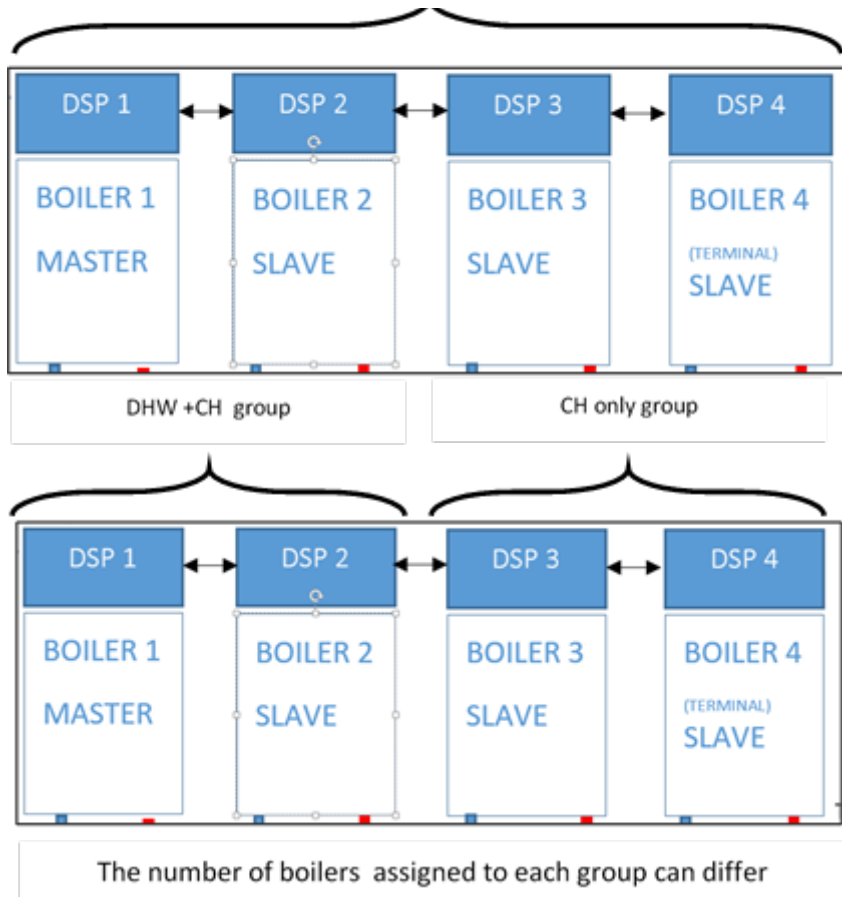 DSP 1
DSP 2
DSP 3
DSP 4
BOILER 1
MASTER
BOILER 2
SLAVE
BOILER 3
SLAVE
BOILER 4
(TERMINAL)
SLAVE
DHW +CH group
CH only group
DSP 1
DSP 2
DSP 3
DSP 4
BOILER 1
MASTER
BOILER 2
SLAVE
BOILER 3
SLAVE
BOILER 4
(TERMINAL)
SLAVE
The number of boilers assigned to each group can differ